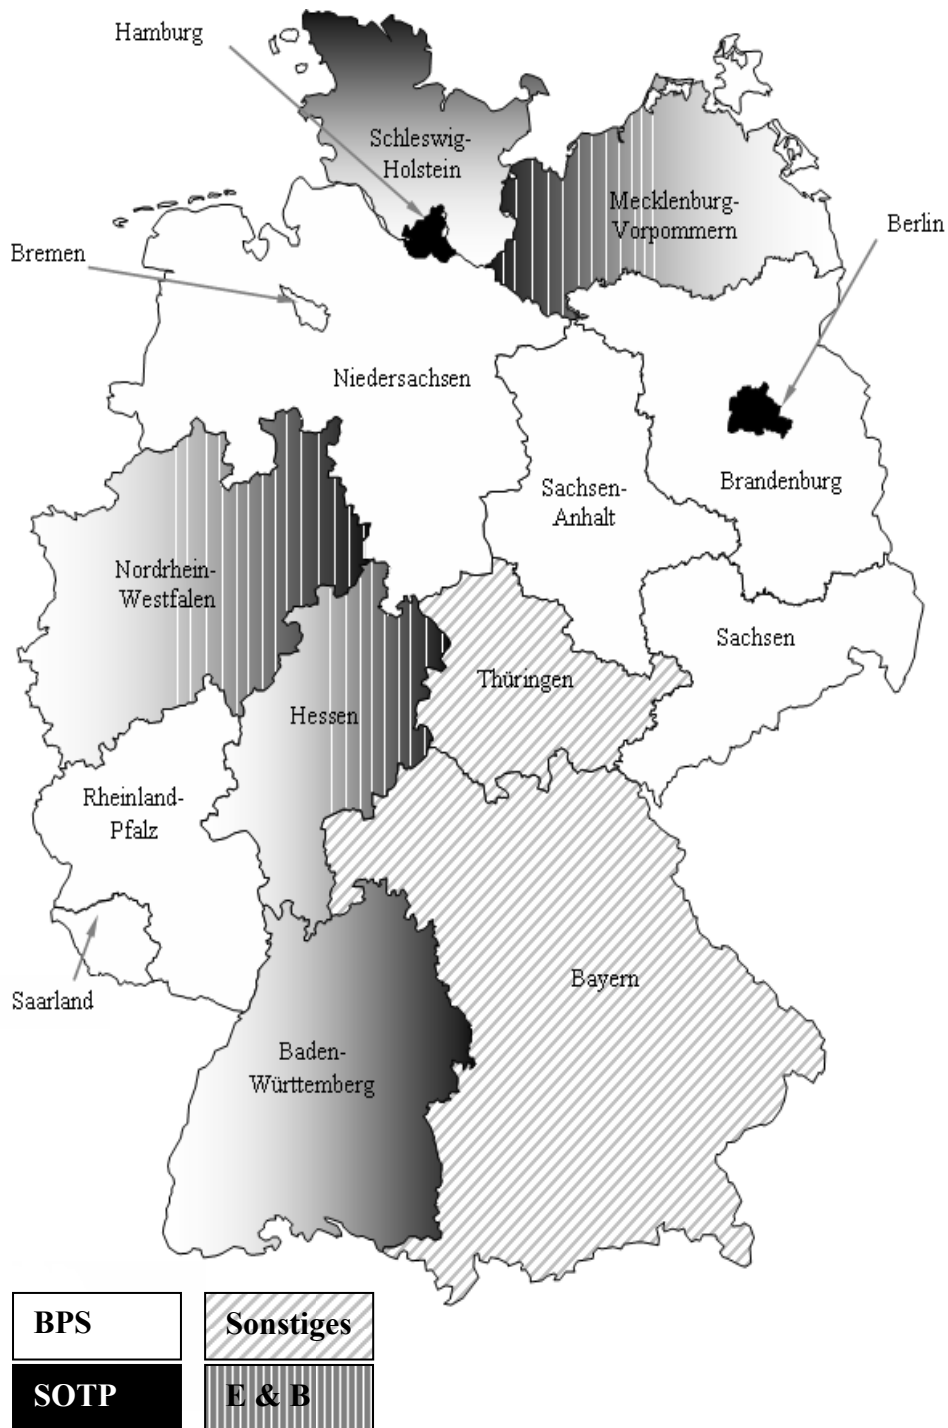 Hamburg
Schleswig-
Holstein
Mecklenburg-
Vorpommern
Berlin
Bremen
Niedersachsen
Sachsen-
Anhalt
Brandenburg
Nordrhein-
Westfalen
Sachsen
Thüringen
Hessen
Rheinland-
Pfalz
Bayern
Saarland
Baden-
Württemberg
BPS
Sonstiges
SOTP
E & B